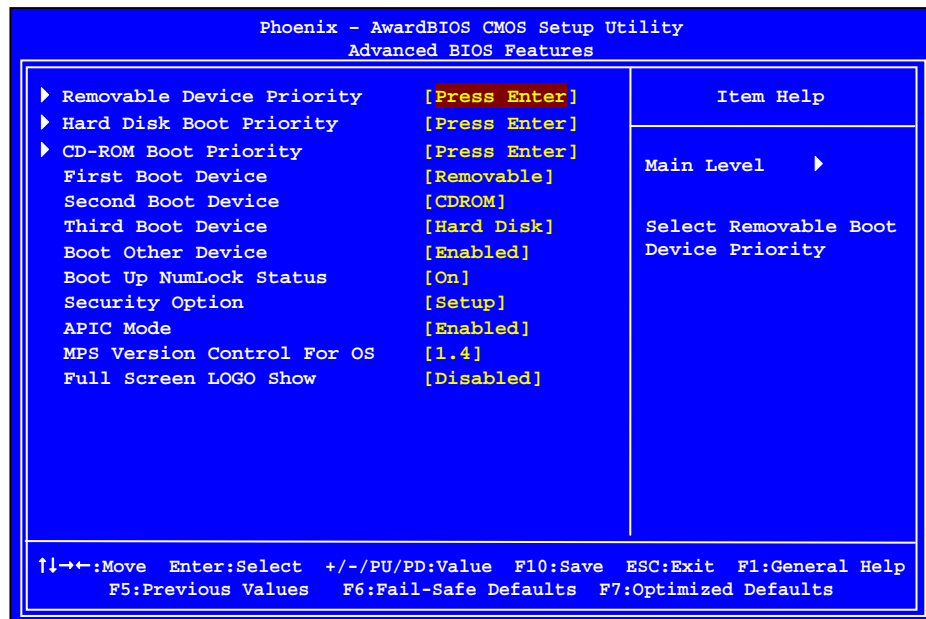 Phoenix – AwardBIOS CMOS Setup Utility
Advanced BIOS Features
Removable Device Priority [Press Enter]
Hard Disk Boot Priority [Press Enter]
CD-ROM Boot Priority [Press Enter]
First Boot Device [Removable]
Second Boot Device [CDROM]
Third Boot Device [Hard Disk]
Boot Other Device [Enabled]
Boot Up NumLock Status [On]
Security Option [Setup]
APIC Mode [Enabled]
MPS Version Control For OS [1.4]
Full Screen LOGO Show [Disabled]
Item Help
Main Level
Select Removable Boot
Device Priority
↑↓→←:Move Enter:Select +/-/PU/PD:Value F10:Save ESC:Exit F1:General Help
F5:Previous Values F6:Fail-Safe Defaults F7:Optimized Defaults